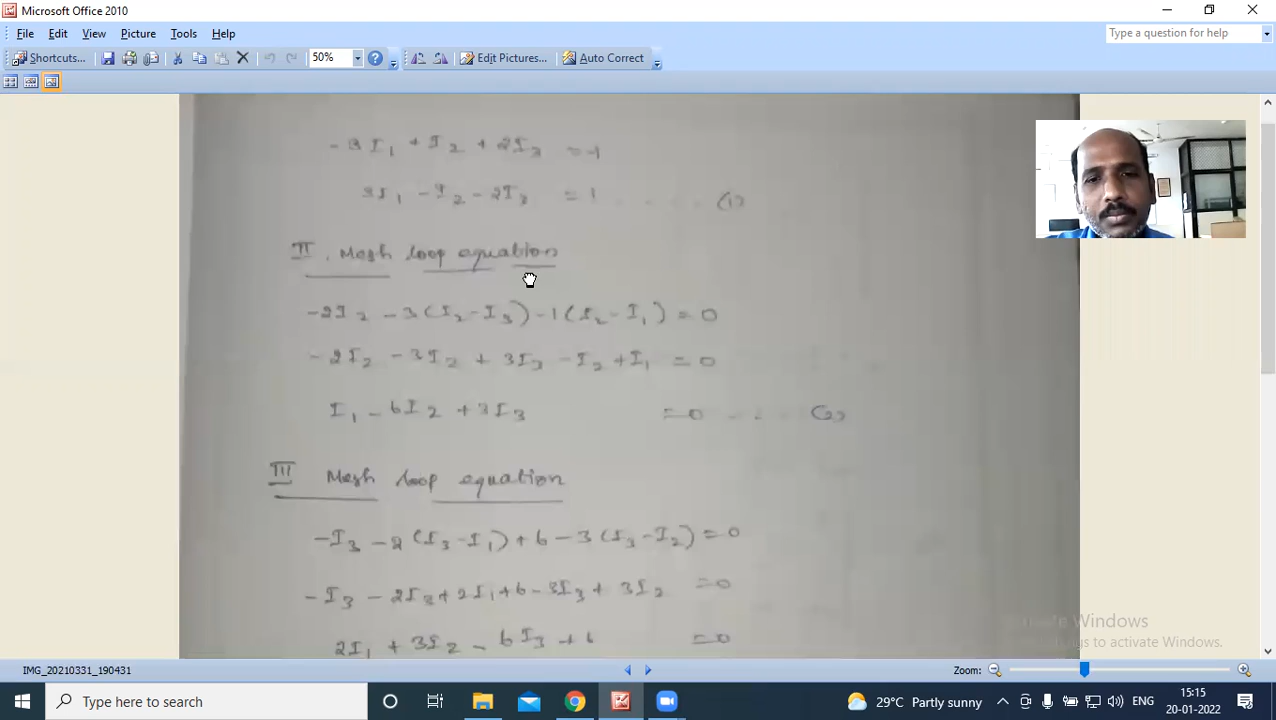 Microsoft Office 2010
File Edit View Picture Tools Help
Type a question for help
Shortcuts... 50% Edit Pictures... Auto Correct
-3I₁ + I₂ + 2I₃ = -1
3I₁ - I₂ - 2I₃ = 1 . . . . (1)
II. Mesh loop equation
-2I₂ - 3(I₂-I₃) - 1(I₂-I₁) = 0
-2I₂ - 3I₂ + 3I₃ - I₂ + I₁ = 0
I₁ - 6I₂ + 3I₃ = 0 . . . (2)
III Mesh loop equation
-I₃ - 2(I₃-I₁) + 6 - 3(I₃-I₂) = 0
-I₃ - 2I₃ + 2I₁ + 6 - 3I₃ + 3I₂ = 0
2I₁ + 3I₂ - 6I₃ + 6 = 0
Activate Windows
to activate Windows.
IMG_20210331_190431
Zoom:
Type here to search
29°C Partly sunny
ENG
15:15
20-01-2022